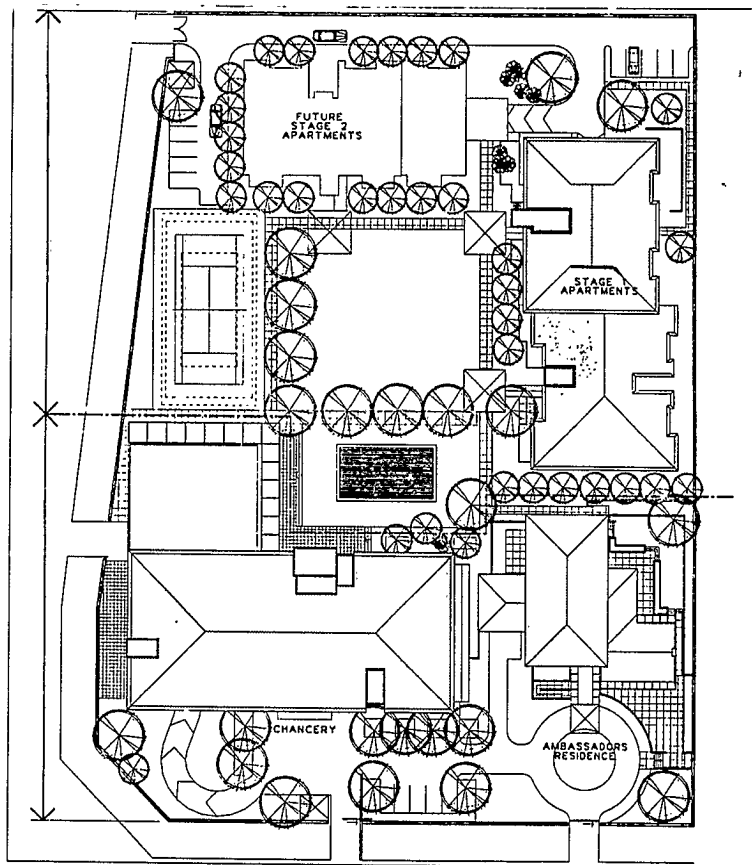 FUTURE
STAGE 2
APARTMENTS
STAGE 1
APARTMENTS
CHANCERY
AMBASSADORS
RESIDENCE